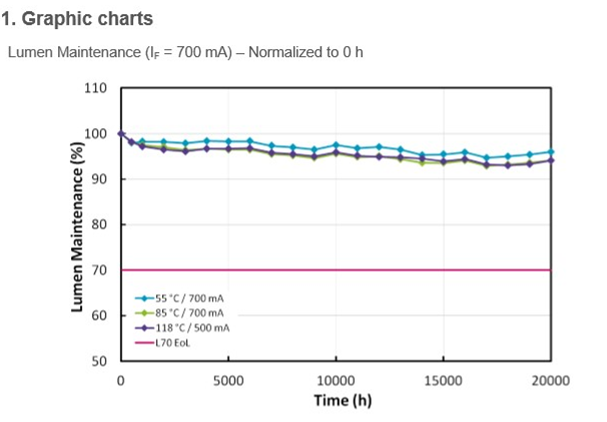 1. Graphic charts
Lumen Maintenance (IF = 700 mA) – Normalized to 0 h
110
100
90
80
70
60
50
Lumen Maintenance (%)
55 °C / 700 mA
85 °C / 700 mA
118 °C / 500 mA
L70 EoL
0
5000
10000
15000
20000
Time (h)